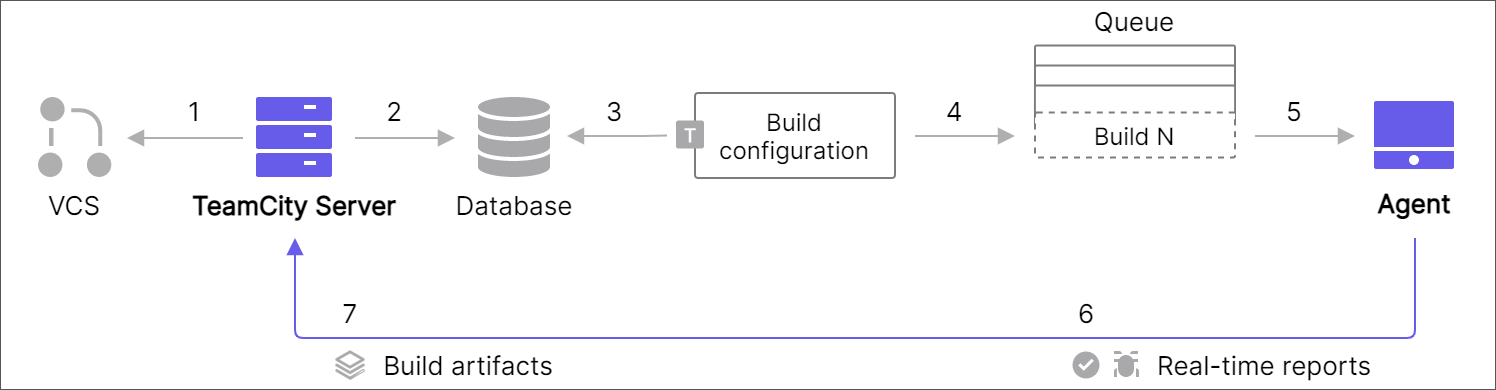 Queue
1
2
3
4
5
T
Build
configuration
Build N
VCS
TeamCity Server
Database
Agent
7
6
Build artifacts
Real-time reports